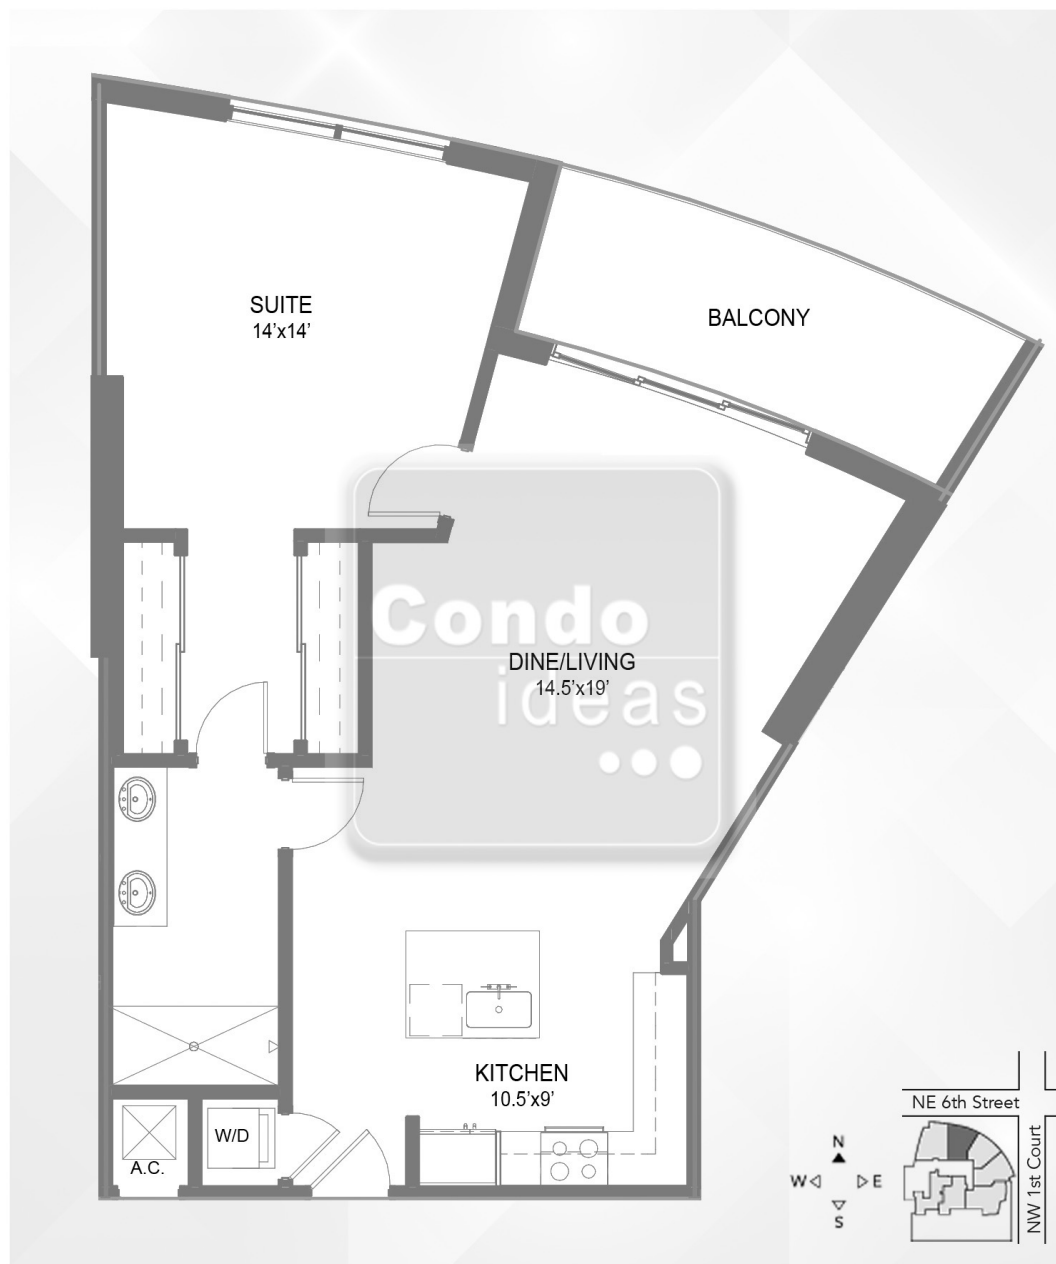 SUITE
14'x14'
BALCONY
Condo
DINE/LIVING
14.5'x19'
ideas
KITCHEN
10.5'x9'
W/D
A.C.
NE 6th Street
NW 1st Court
N
W
E
S